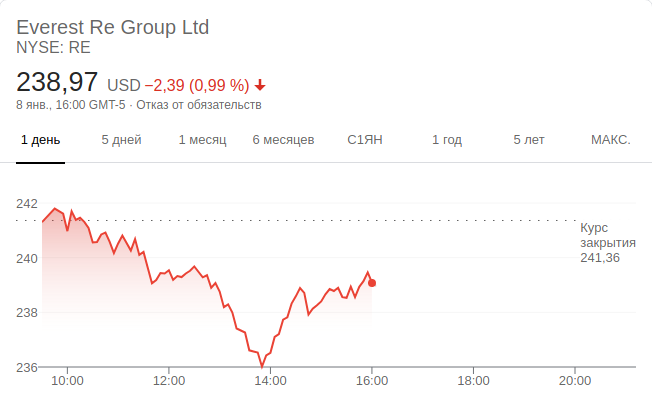 Everest Re Group Ltd
NYSE: RE
238,97 USD −2,39 (0,99 %)
8 янв., 16:00 GMT-5 · Отказ от обязательств
1 день 5 дней 1 месяц 6 месяцев С1ЯН 1 год 5 лет МАКС.
242
Курс
закрытия
241,36
240
238
236
10:00 12:00 14:00 16:00 18:00 20:00